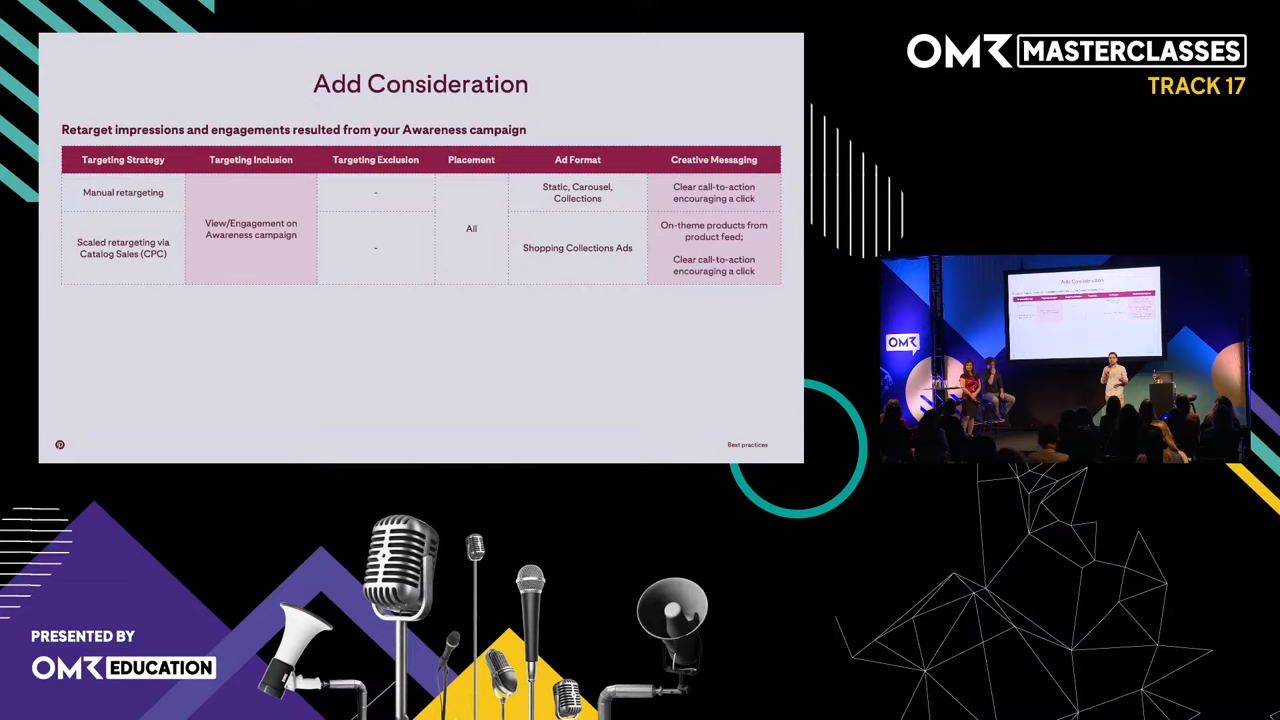 OMR MASTERCLASSES
TRACK 17
Add Consideration
Retarget impressions and engagements resulted from your Awareness campaign
Targeting Strategy
Targeting Inclusion
Targeting Exclusion
Placement
Ad Format
Creative Messaging
Manual retargeting
View/Engagement on
Awareness campaign
-
All
Static, Carousel,
Collections
Clear call-to-action
encouraging a click
Scaled retargeting via
Catalog Sales (CPC)
-
Shopping Collections Ads
On-theme products from
product feed;
Clear call-to-action
encouraging a click
Best practices
Add Consideration
OMR
PRESENTED BY
OMR EDUCATION